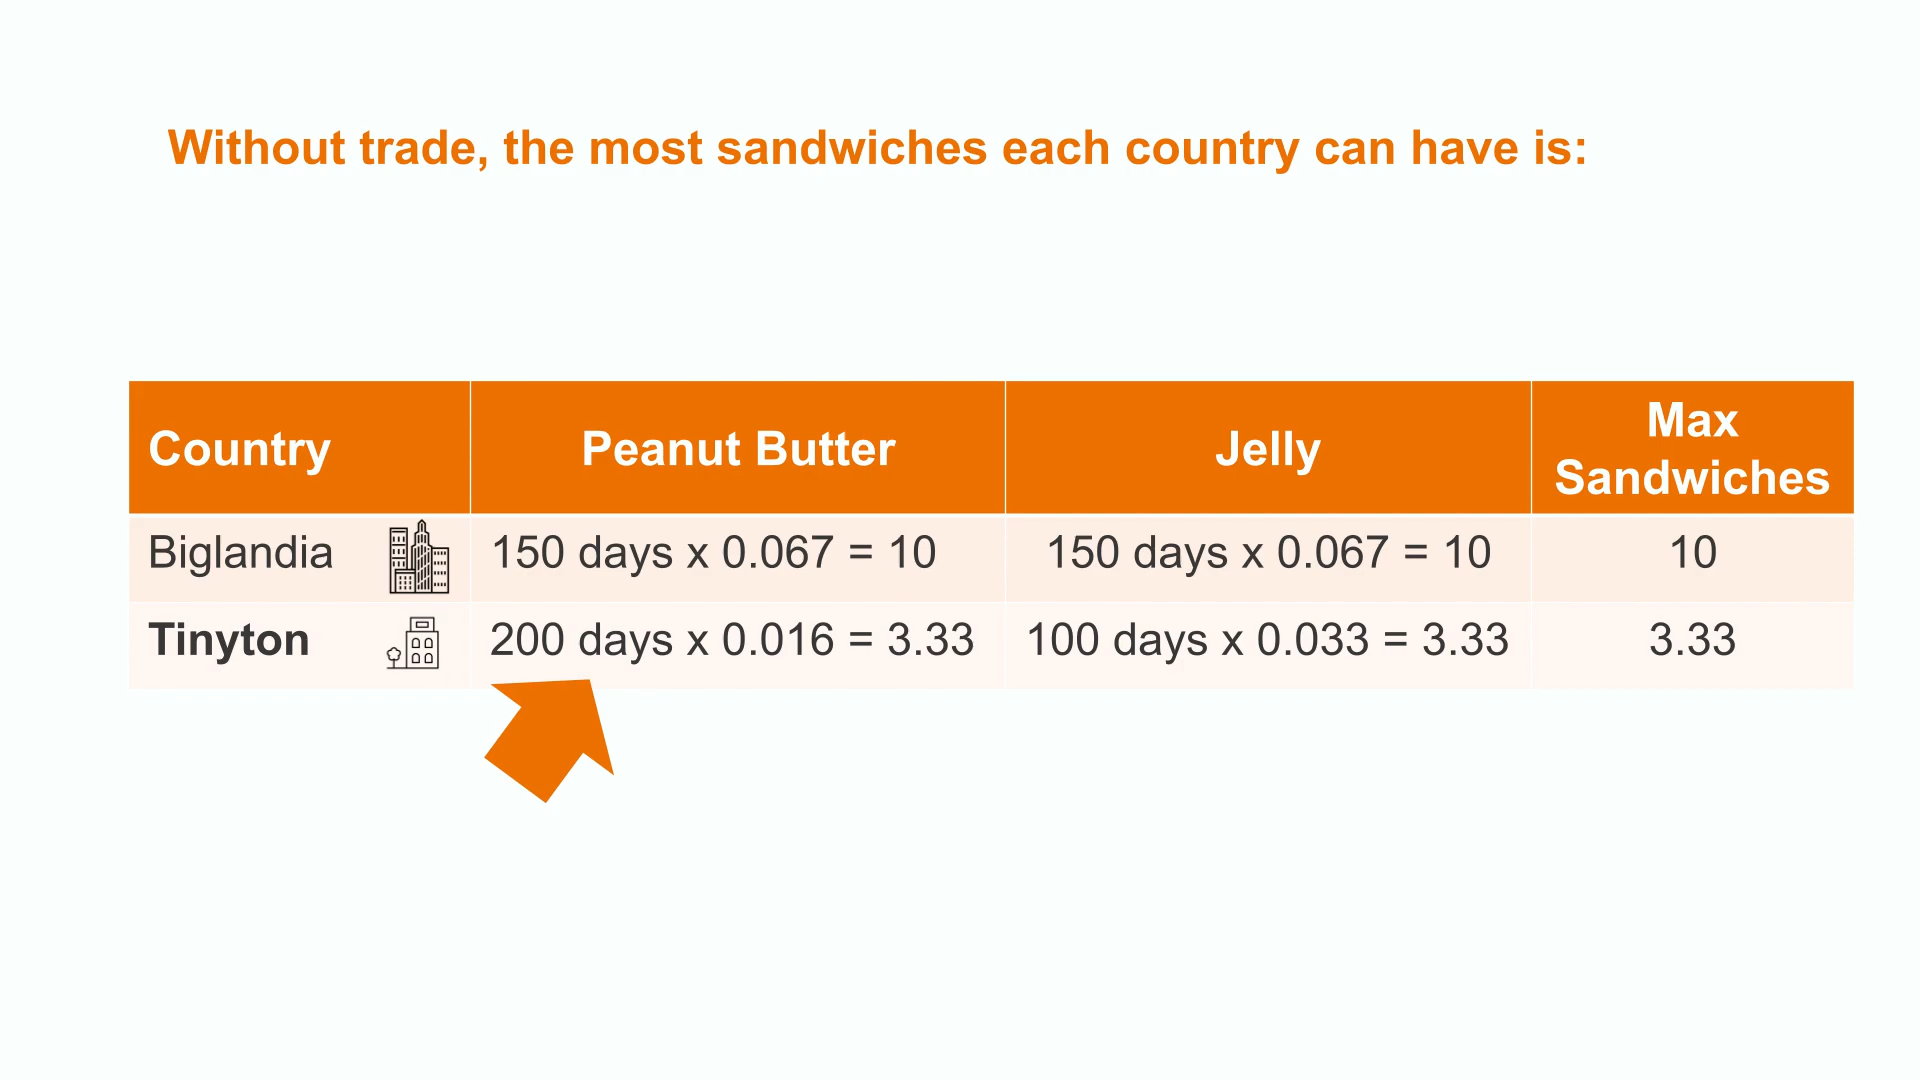 Without trade, the most sandwiches each country can have is:
Country Peanut Butter Jelly Max Sandwiches
Biglandia 150 days x 0.067 = 10 150 days x 0.067 = 10 10
Tinyton 200 days x 0.016 = 3.33 100 days x 0.033 = 3.33 3.33